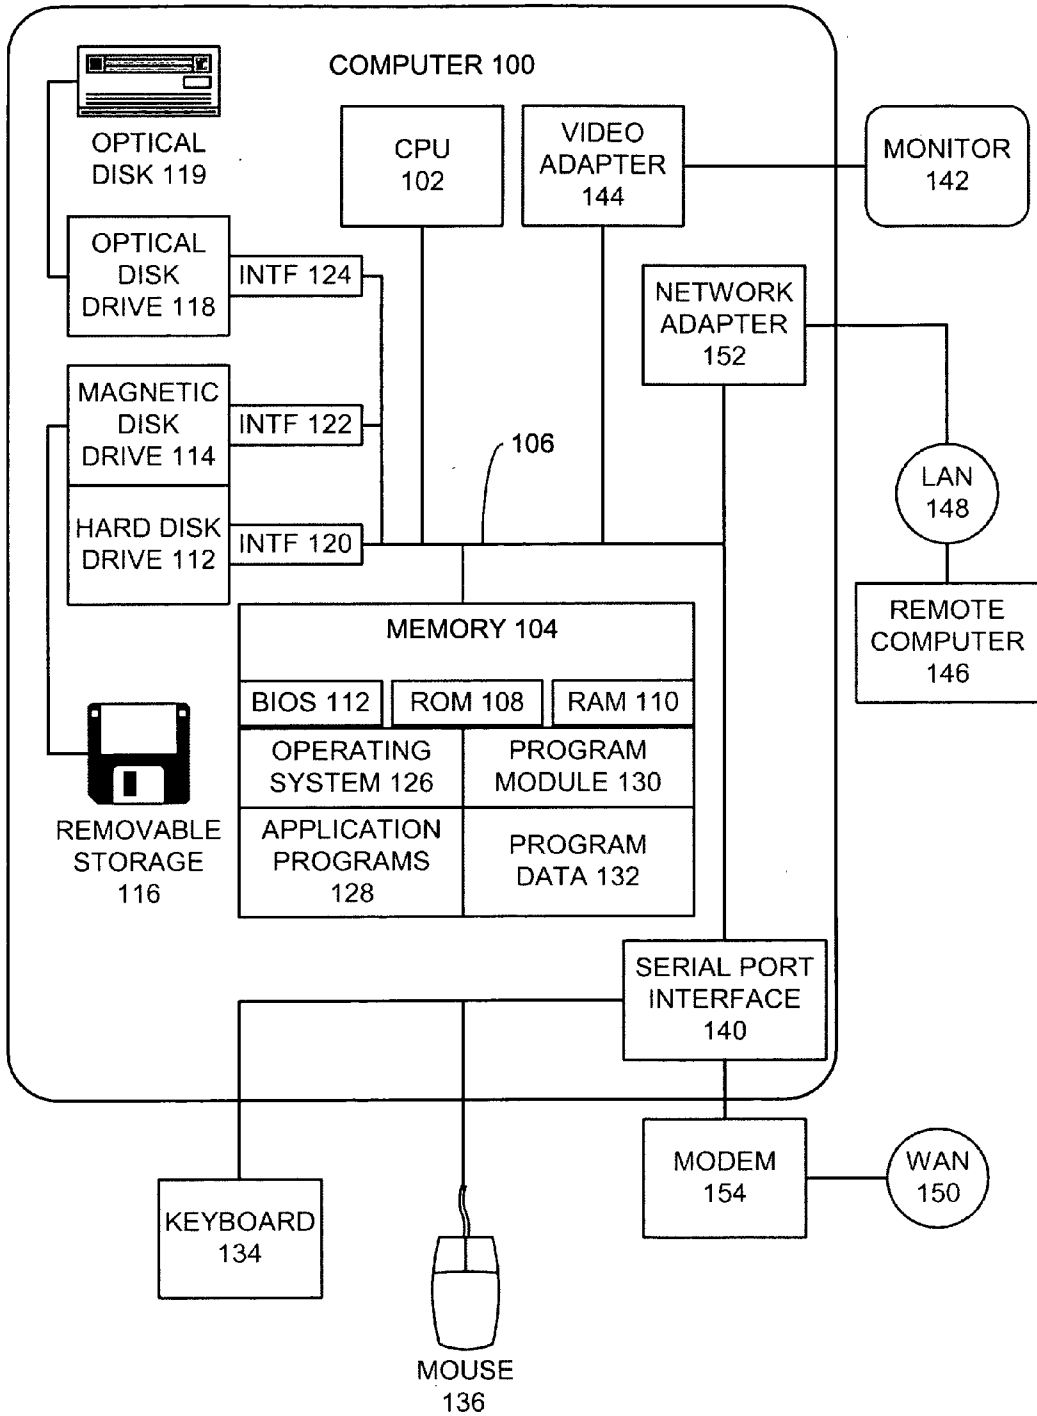 COMPUTER 100
OPTICAL
DISK 119
CPU
102
VIDEO
ADAPTER
144
MONITOR
142
OPTICAL
DISK
DRIVE 118
INTF 124
NETWORK
ADAPTER
152
MAGNETIC
DISK
DRIVE 114
INTF 122
106
LAN
148
HARD DISK
DRIVE 112
INTF 120
REMOTE
COMPUTER
146
MEMORY 104
BIOS 112
ROM 108
RAM 110
OPERATING
SYSTEM 126
PROGRAM
MODULE 130
APPLICATION
PROGRAMS
128
PROGRAM
DATA 132
REMOVABLE
STORAGE
116
SERIAL PORT
INTERFACE
140
MODEM
154
WAN
150
KEYBOARD
134
MOUSE
136